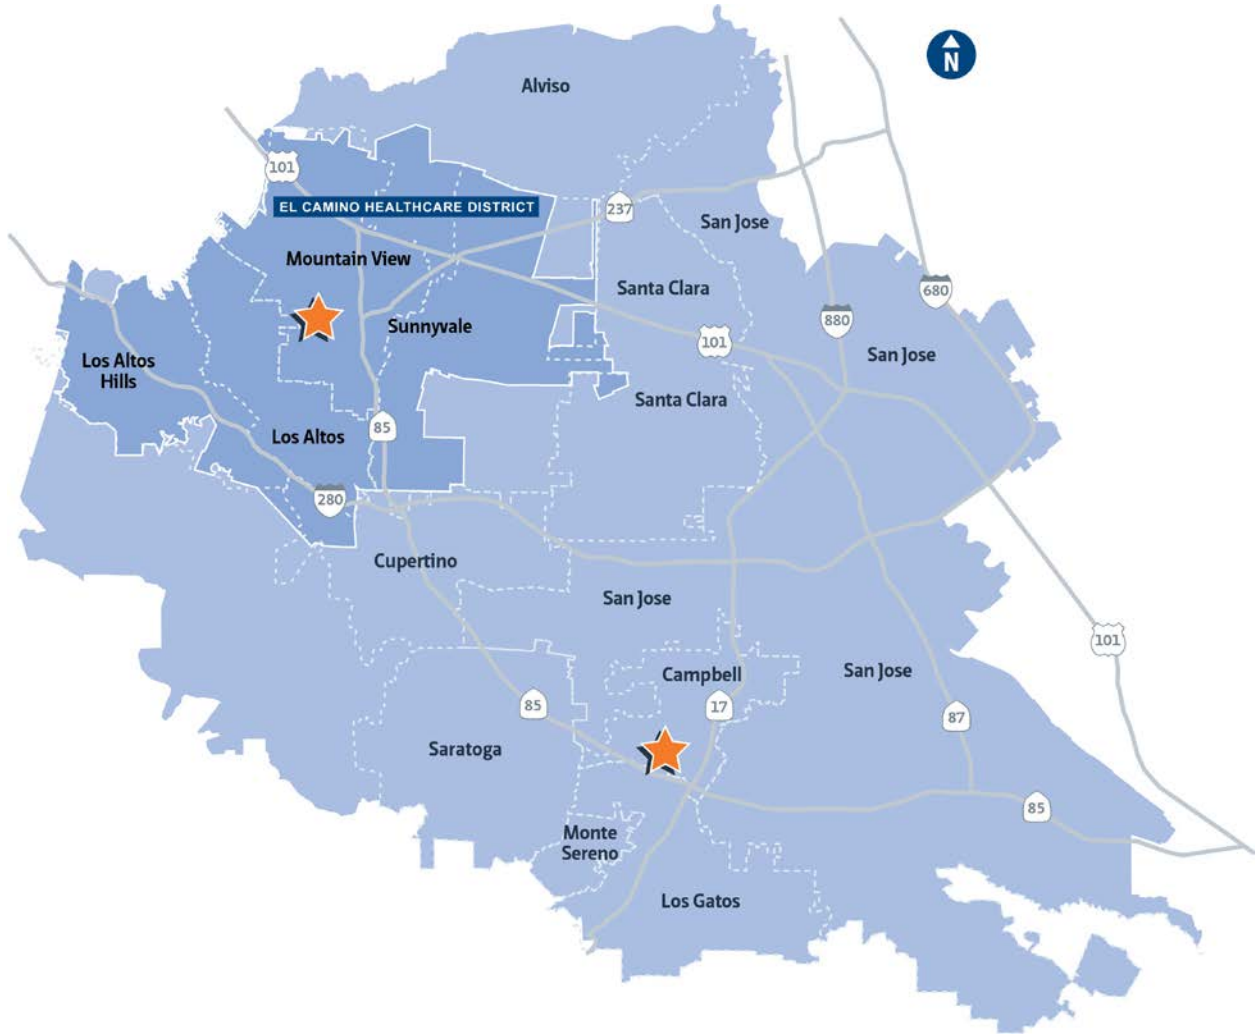 N
Alviso
101
EL CAMINO HEALTHCARE DISTRICT
237
San Jose
Mountain View
Santa Clara
680
880
Sunnyvale
101
San Jose
Los Altos
Hills
Santa Clara
Los Altos
85
280
Cupertino
San Jose
101
Campbell
San Jose
85
17
87
Saratoga
85
Monte
Sereno
Los Gatos